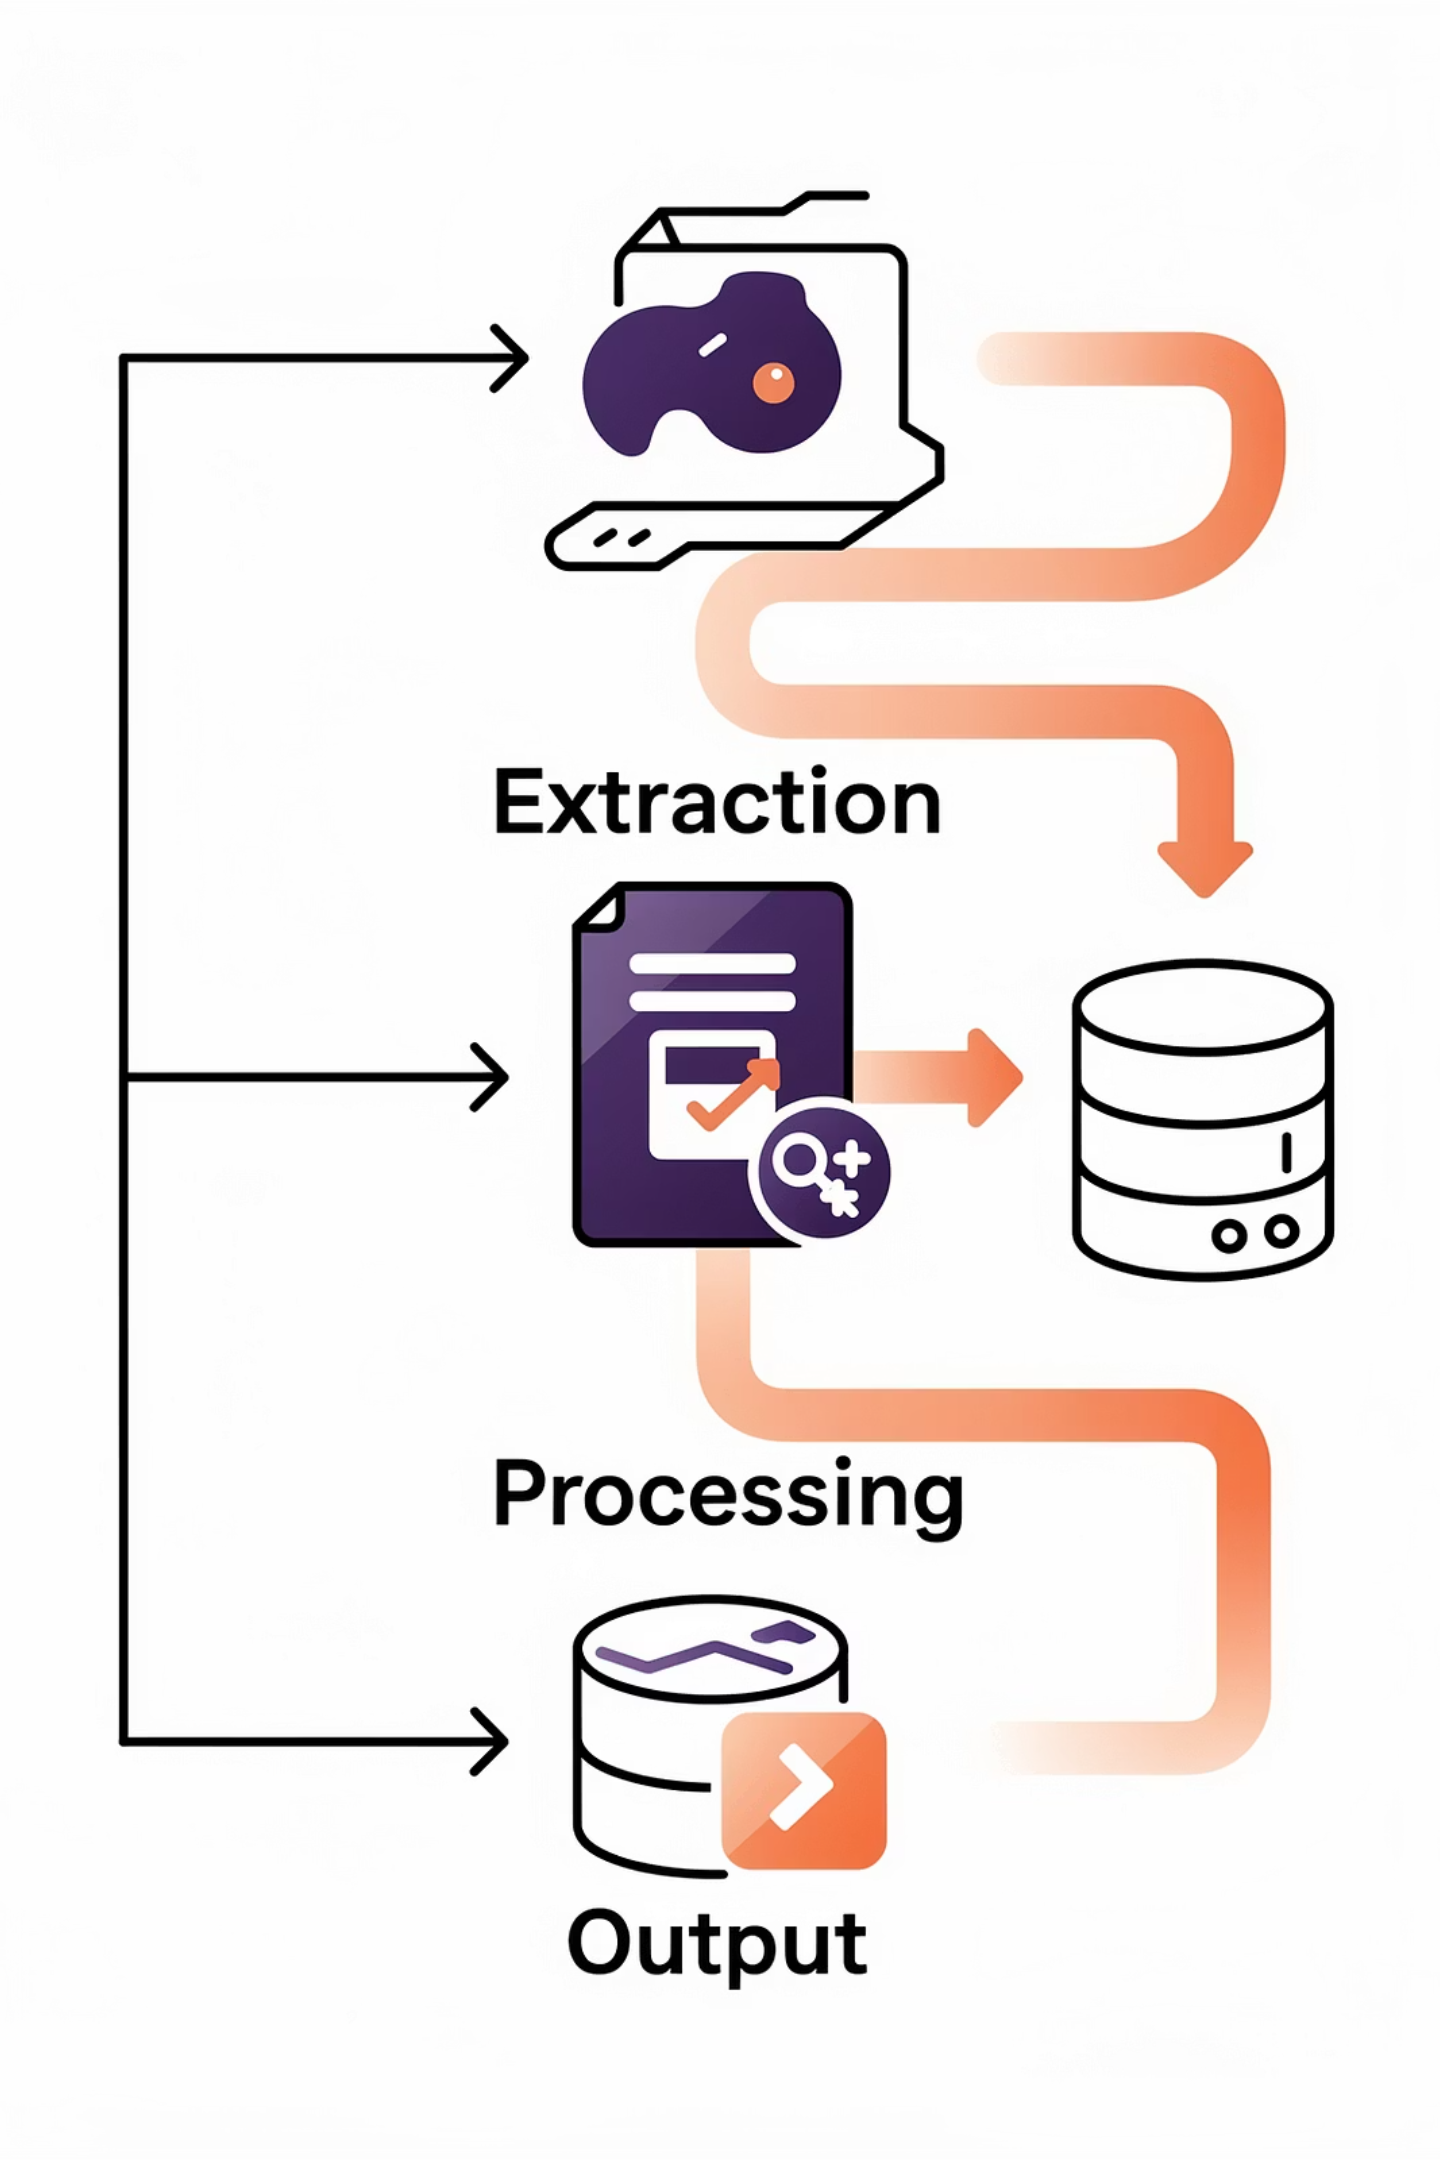 Extraction
Processing
Output